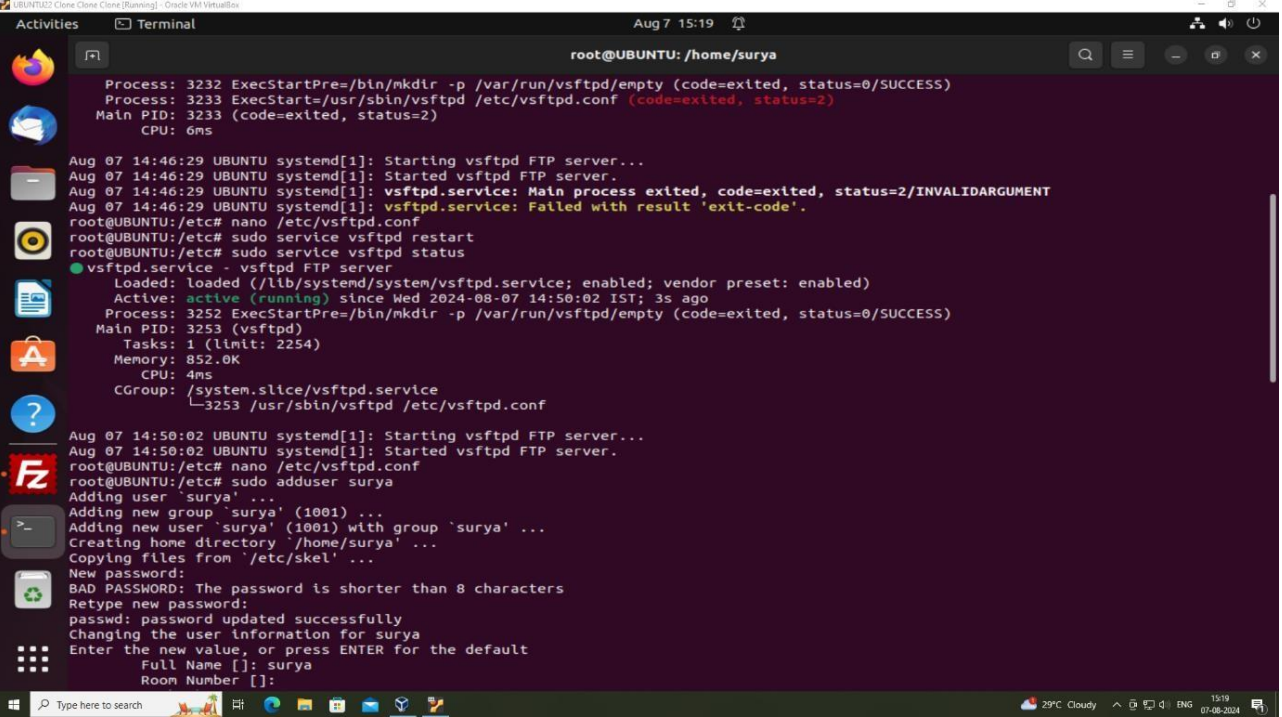 UBUNTU22 Clone Clone Clone [Running] - Oracle VM VirtualBox
Activities
Terminal
Aug 7 15:19
root@UBUNTU: /home/surya
Process: 3232 ExecStartPre=/bin/mkdir -p /var/run/vsftpd/empty (code=exited, status=0/SUCCESS)
Process: 3233 ExecStart=/usr/sbin/vsftpd /etc/vsftpd.conf (code=exited, status=2)
Main PID: 3233 (code=exited, status=2)
CPU: 6ms
Aug 07 14:46:29 UBUNTU systemd[1]: Starting vsftpd FTP server...
Aug 07 14:46:29 UBUNTU systemd[1]: Started vsftpd FTP server.
Aug 07 14:46:29 UBUNTU systemd[1]: vsftpd.service: Main process exited, code=exited, status=2/INVALIDARGUMENT
Aug 07 14:46:29 UBUNTU systemd[1]: vsftpd.service: Failed with result 'exit-code'.
root@UBUNTU:/etc# nano /etc/vsftpd.conf
root@UBUNTU:/etc# sudo service vsftpd restart
root@UBUNTU:/etc# sudo service vsftpd status
vsftpd.service - vsftpd FTP server
Loaded: loaded (/lib/systemd/system/vsftpd.service; enabled; vendor preset: enabled)
Active: active (running) since Wed 2024-08-07 14:50:02 IST; 3s ago
Process: 3252 ExecStartPre=/bin/mkdir -p /var/run/vsftpd/empty (code=exited, status=0/SUCCESS)
Main PID: 3253 (vsftpd)
Tasks: 1 (limit: 2254)
Memory: 852.0K
CPU: 4ms
CGroup: /system.slice/vsftpd.service
└─3253 /usr/sbin/vsftpd /etc/vsftpd.conf
Aug 07 14:50:02 UBUNTU systemd[1]: Starting vsftpd FTP server...
Aug 07 14:50:02 UBUNTU systemd[1]: Started vsftpd FTP server.
root@UBUNTU:/etc# nano /etc/vsftpd.conf
root@UBUNTU:/etc# sudo adduser surya
Adding user `surya' ...
Adding new group `surya' (1001) ...
Adding new user `surya' (1001) with group `surya' ...
Creating home directory `/home/surya' ...
Copying files from `/etc/skel' ...
New password:
BAD PASSWORD: The password is shorter than 8 characters
Retype new password:
passwd: password updated successfully
Changing the user information for surya
Enter the new value, or press ENTER for the default
Full Name []: surya
Room Number []:
Type here to search
29°C Cloudy
ENG
15:19
07-08-2024